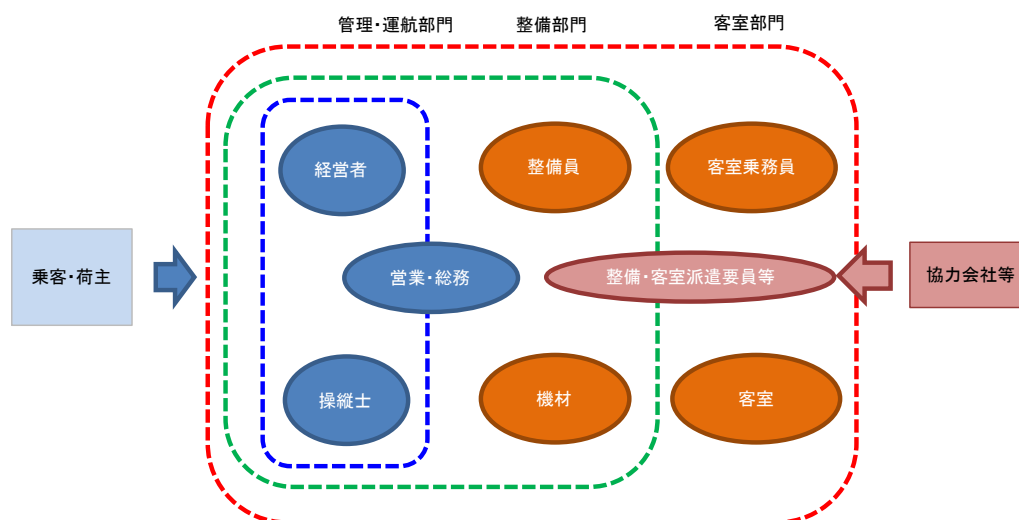 管理・運航部門
整備部門
客室部門
経営者
整備員
客室乗務員
乗客・荷主
営業・総務
整備・客室派遣要員等
協力会社等
操縦士
機材
客室